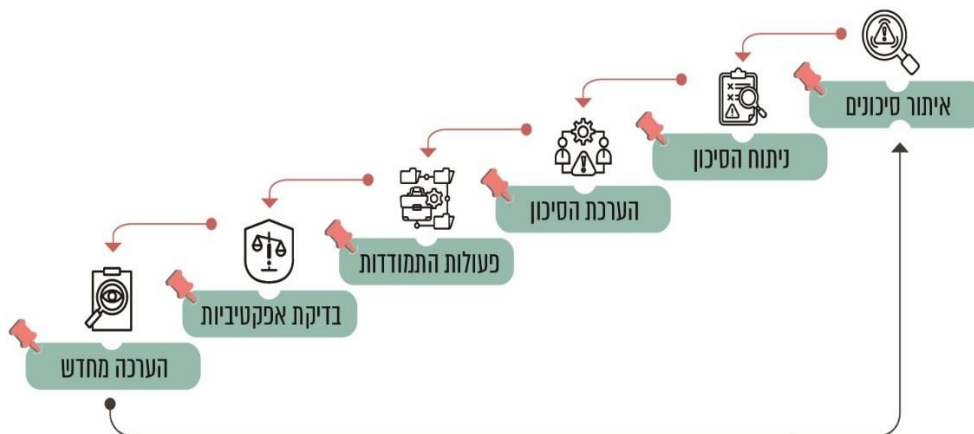 איתור סיכונים
ניתוח הסיכון
הערכת הסיכון
פעולות התמודדות
בדיקת אפקטיביות
הערכה מחדש